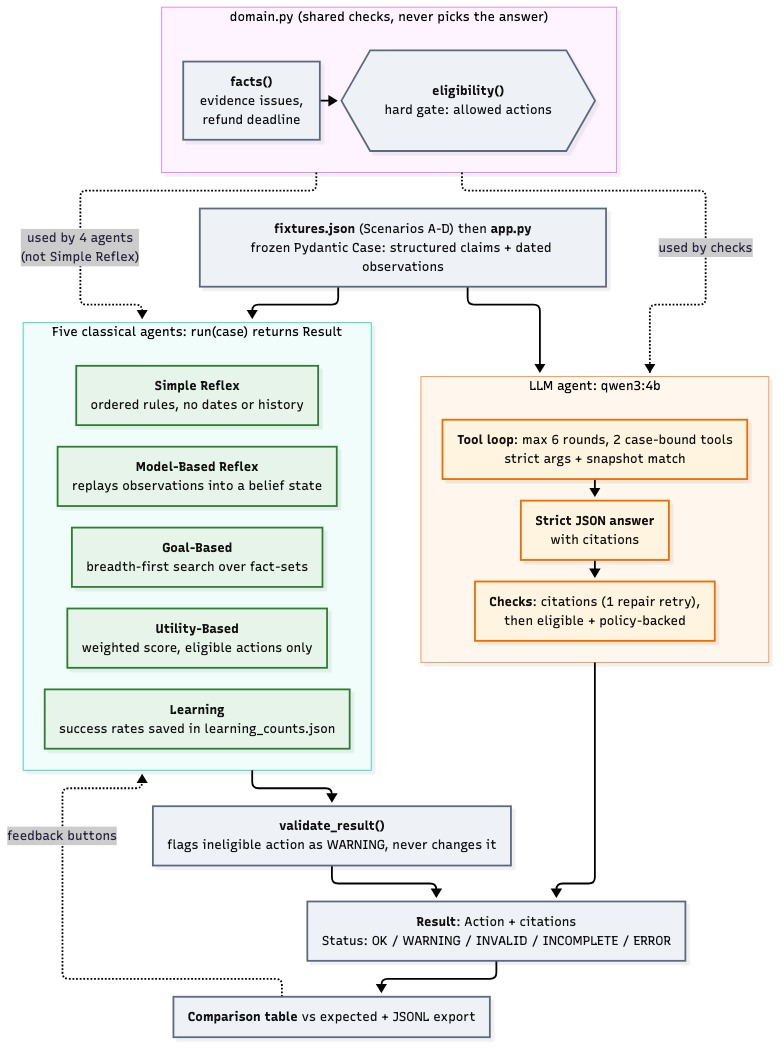 domain.py (shared checks, never picks the answer)
facts()
evidence issues,
refund deadline
eligibility()
hard gate: allowed actions
used by 4 agents
(not Simple Reflex)
fixtures.json (Scenarios A-D) then app.py
frozen Pydantic Case: structured claims + dated
observations
used by checks
Five classical agents: run(case) returns Result
Simple Reflex
ordered rules, no dates or history
Model-Based Reflex
replays observations into a belief state
Goal-Based
breadth-first search over fact-sets
Utility-Based
weighted score, eligible actions only
Learning
success rates saved in learning_counts.json
LLM agent: qwen3:4b
Tool loop: max 6 rounds, 2 case-bound tools
strict args + snapshot match
Strict JSON answer
with citations
Checks: citations (1 repair retry),
then eligible + policy-backed
feedback buttons
validate_result()
flags ineligible action as WARNING, never changes it
Result: Action + citations
Status: OK / WARNING / INVALID / INCOMPLETE / ERROR
Comparison table vs expected + JSONL export